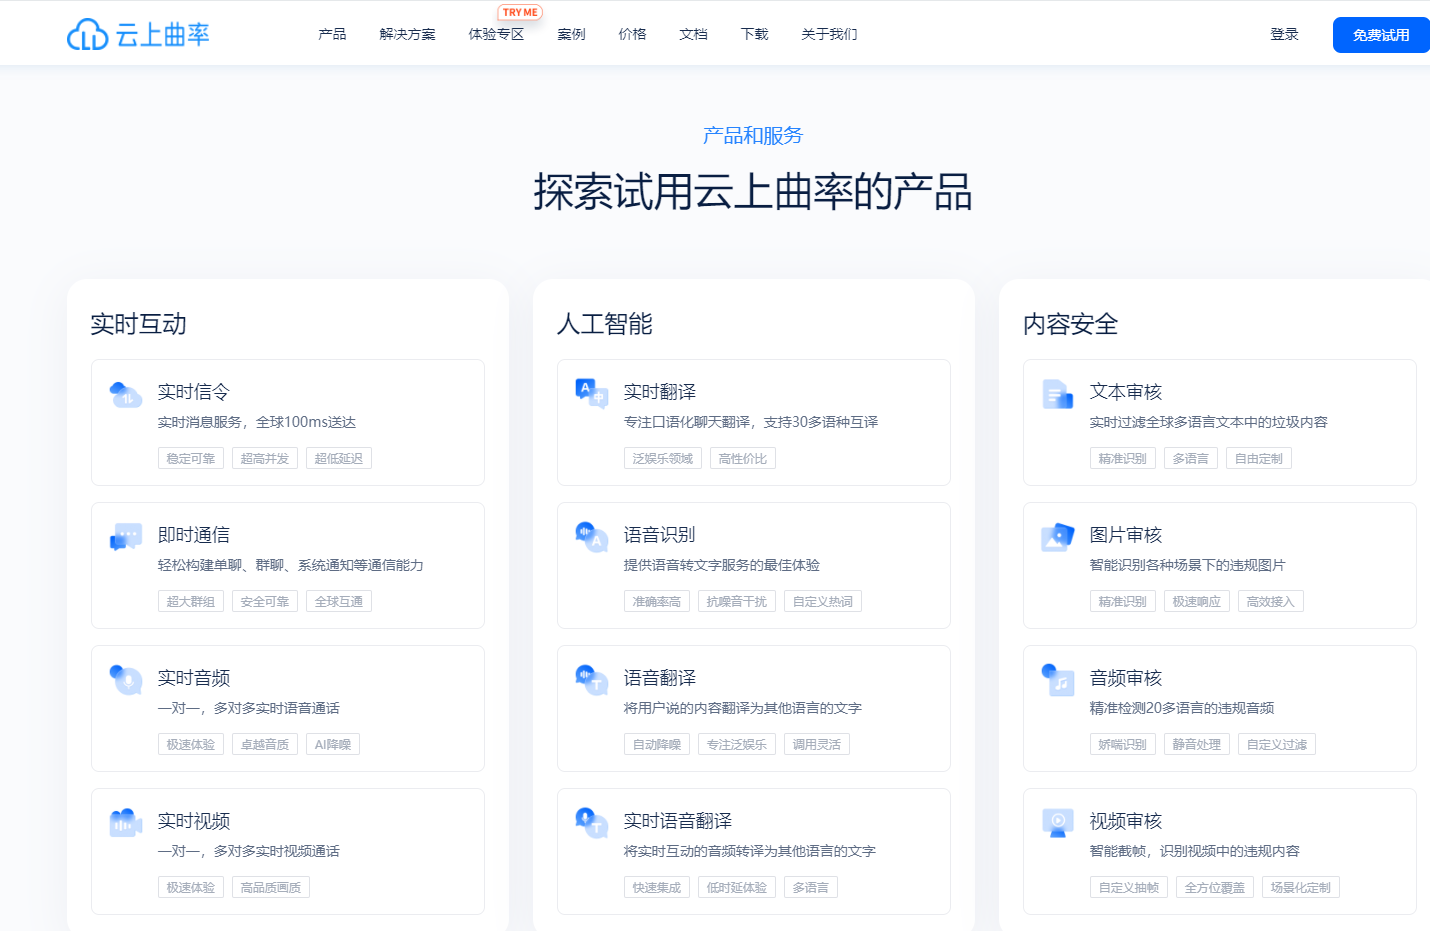 云上曲率
产品
解决方案
体验专区
TRY ME
案例
价格
文档
下载
关于我们
登录
免费试用
产品和服务
探索试用云上曲率的产品
实时互动
实时信令
实时消息服务，全球100ms送达
稳定可靠 超高并发 超低延迟
即时通信
轻松构建单聊、群聊、系统通知等通信能力
超大群组 安全可靠 全球互通
实时音频
一对一，多对多实时语音通话
极速体验 卓越音质 AI降噪
实时视频
一对一，多对多实时视频通话
极速体验 高品质画质
人工智能
A 中
实时翻译
专注口语化聊天翻译，支持30多语种互译
泛娱乐领域 高性价比
A
语音识别
提供语音转文字服务的最佳体验
准确率高 抗噪音干扰 自定义热词
T
语音翻译
将用户说的内容翻译为其他语言的文字
自动降噪 专注泛娱乐 调用灵活
T
实时语音翻译
将实时互动的音频转译为其他语言的文字
快速集成 低时延体验 多语言
内容安全
文本审核
实时过滤全球多语言文本中的垃圾内容
精准识别 多语言 自由定制
图片审核
智能识别各种场景下的违规图片
精准识别 极速响应 高效接入
音频审核
精准检测20多语言的违规音频
娇喘识别 静音处理 自定义过滤
视频审核
智能截帧，识别视频中的违规内容
自定义抽帧 全方位覆盖 场景化定制